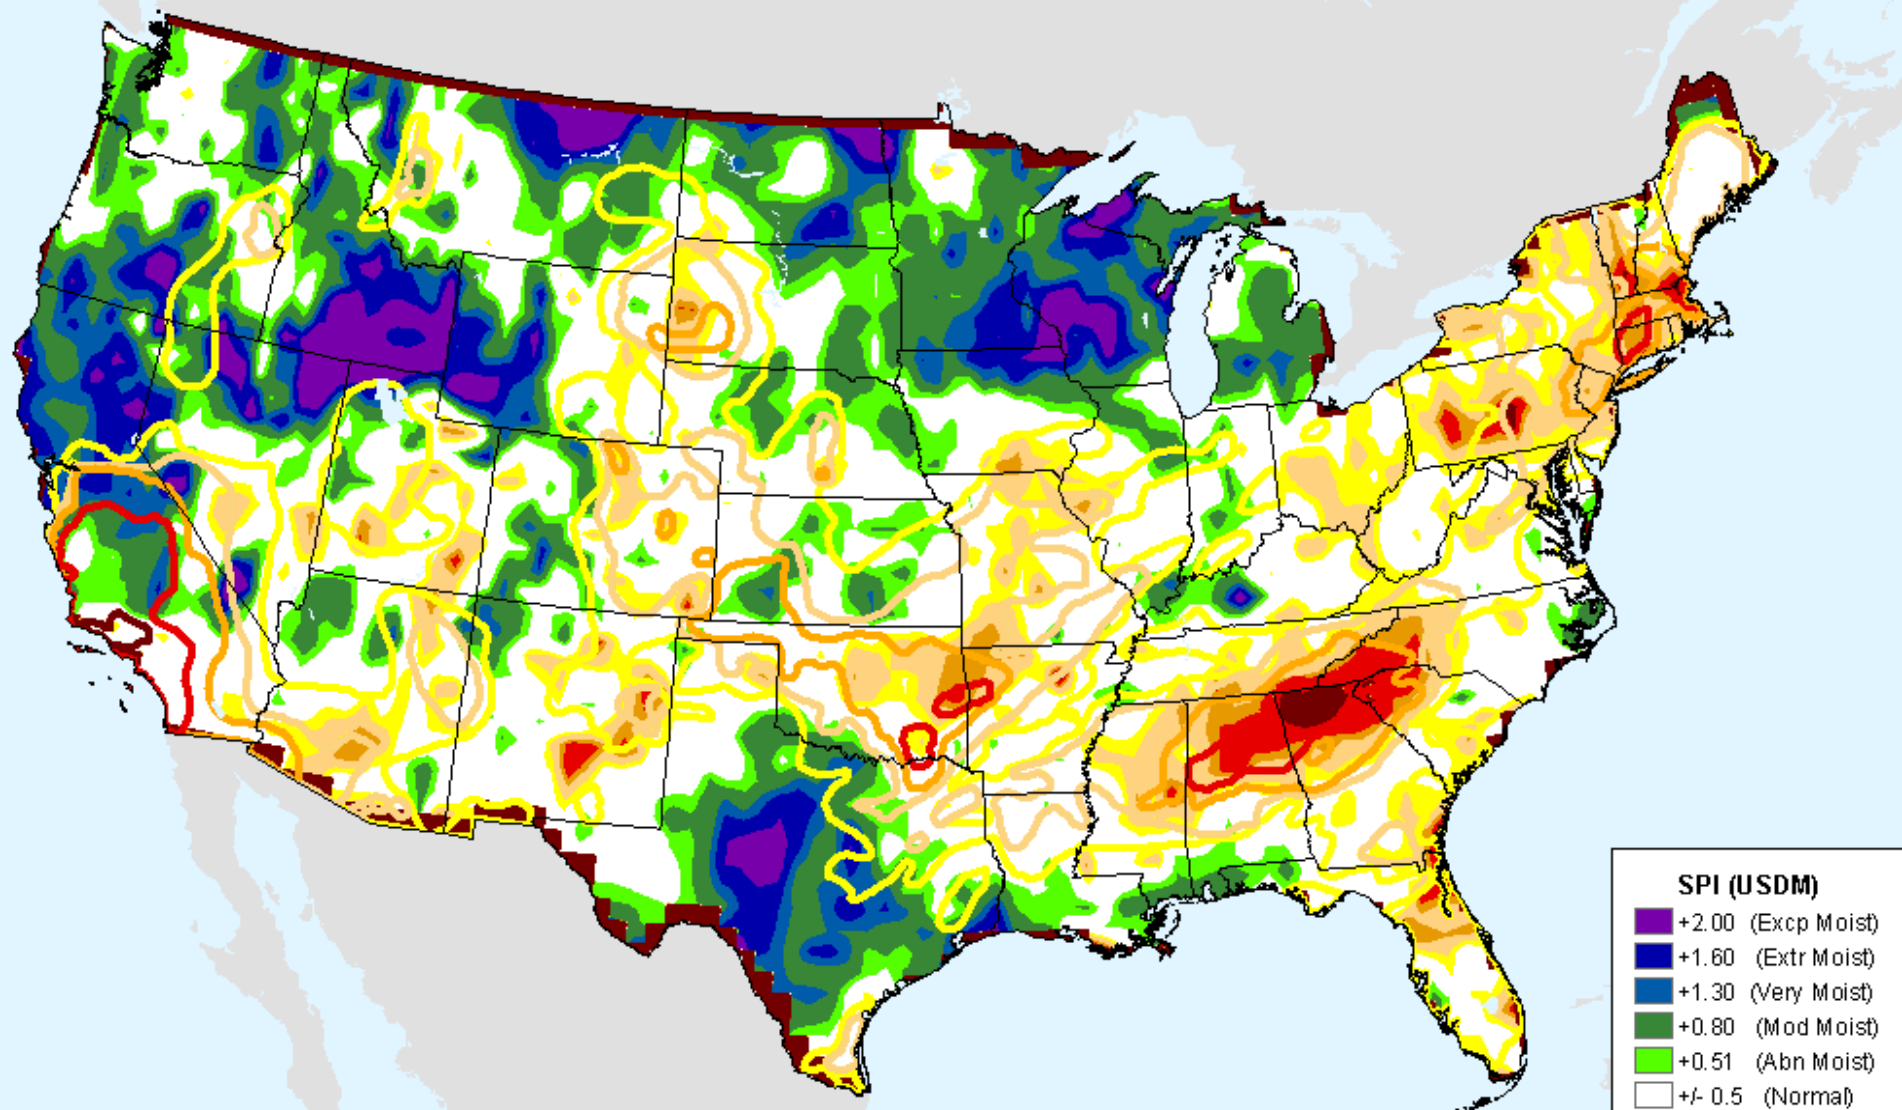 SPI (USDM)
+2.00 (Excp Moist)
+1.60 (Extr Moist)
+1.30 (Very Moist)
+0.80 (Mod Moist)
+0.51 (Abn Moist)
+/- 0.5 (Normal)